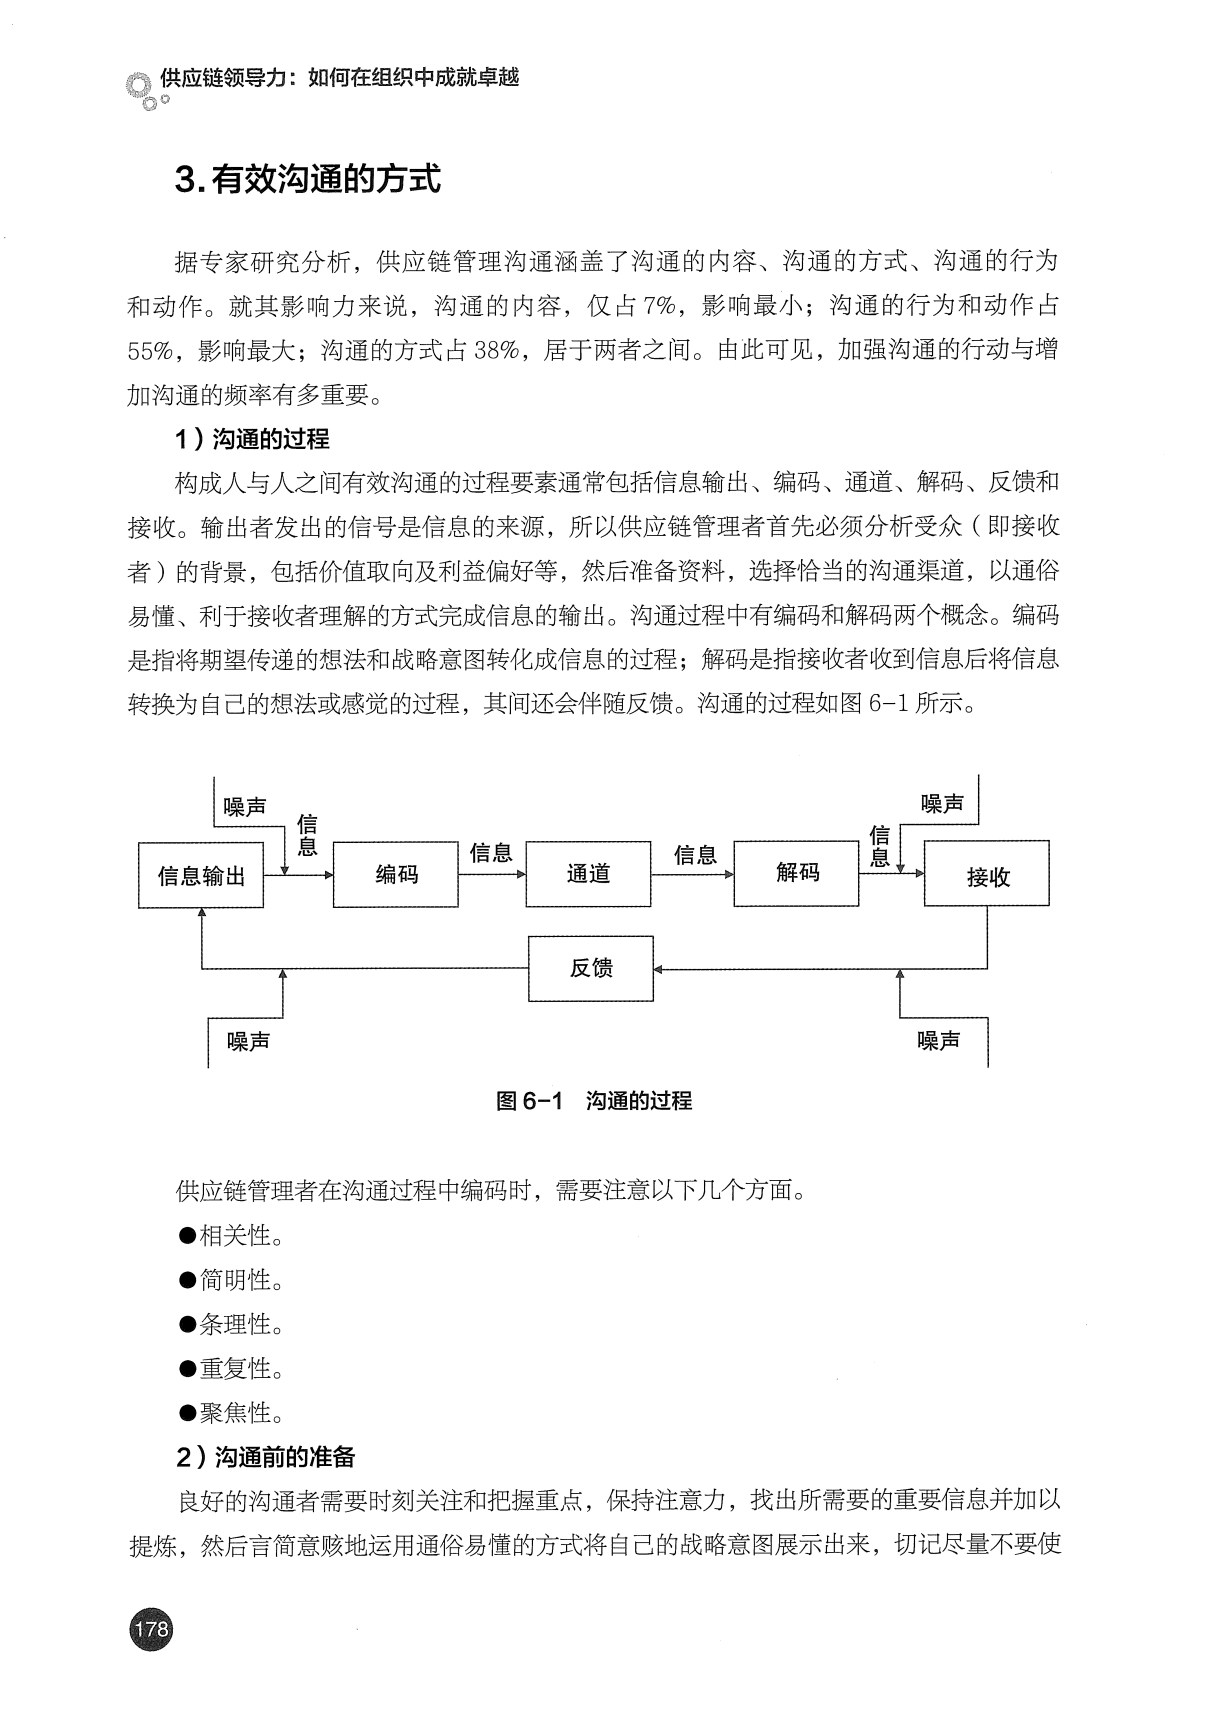 供应链领导力：如何在组织中成就卓越
3.有效沟通的方式
据专家研究分析，供应链管理沟通涵盖了沟通的内容、沟通的方式、沟通的行为
和动作。就其影响力来说，沟通的内容，仅占 7%，影响最小；沟通的行为和动作占
55%，影响最大；沟通的方式占 38%，居于两者之间。由此可见，加强沟通的行动与增
加沟通的频率有多重要。
1）沟通的过程
构成人与人之间有效沟通的过程要素通常包括信息输出、编码、通道、解码、反馈和
接收。输出者发出的信号是信息的来源，所以供应链管理者首先必须分析受众（即接收
者）的背景，包括价值取向及利益偏好等，然后准备资料，选择恰当的沟通渠道，以通俗
易懂、利于接收者理解的方式完成信息的输出。沟通过程中有编码和解码两个概念。编码
是指将期望传递的想法和战略意图转化成信息的过程；解码是指接收者收到信息后将信息
转换为自己的想法或感觉的过程，其间还会伴随反馈。沟通的过程如图 6-1 所示。
噪声
噪声
信息
信息
信息
信息
信息输出
编码
通道
解码
接收
反馈
噪声
噪声
图 6-1 沟通的过程
供应链管理者在沟通过程中编码时，需要注意以下几个方面。
●相关性。
●简明性。
●条理性。
●重复性。
●聚焦性。
2）沟通前的准备
良好的沟通者需要时刻关注和把握重点，保持注意力，找出所需要的重要信息并加以
提炼，然后言简意赅地运用通俗易懂的方式将自己的战略意图展示出来，切记尽量不要使
178